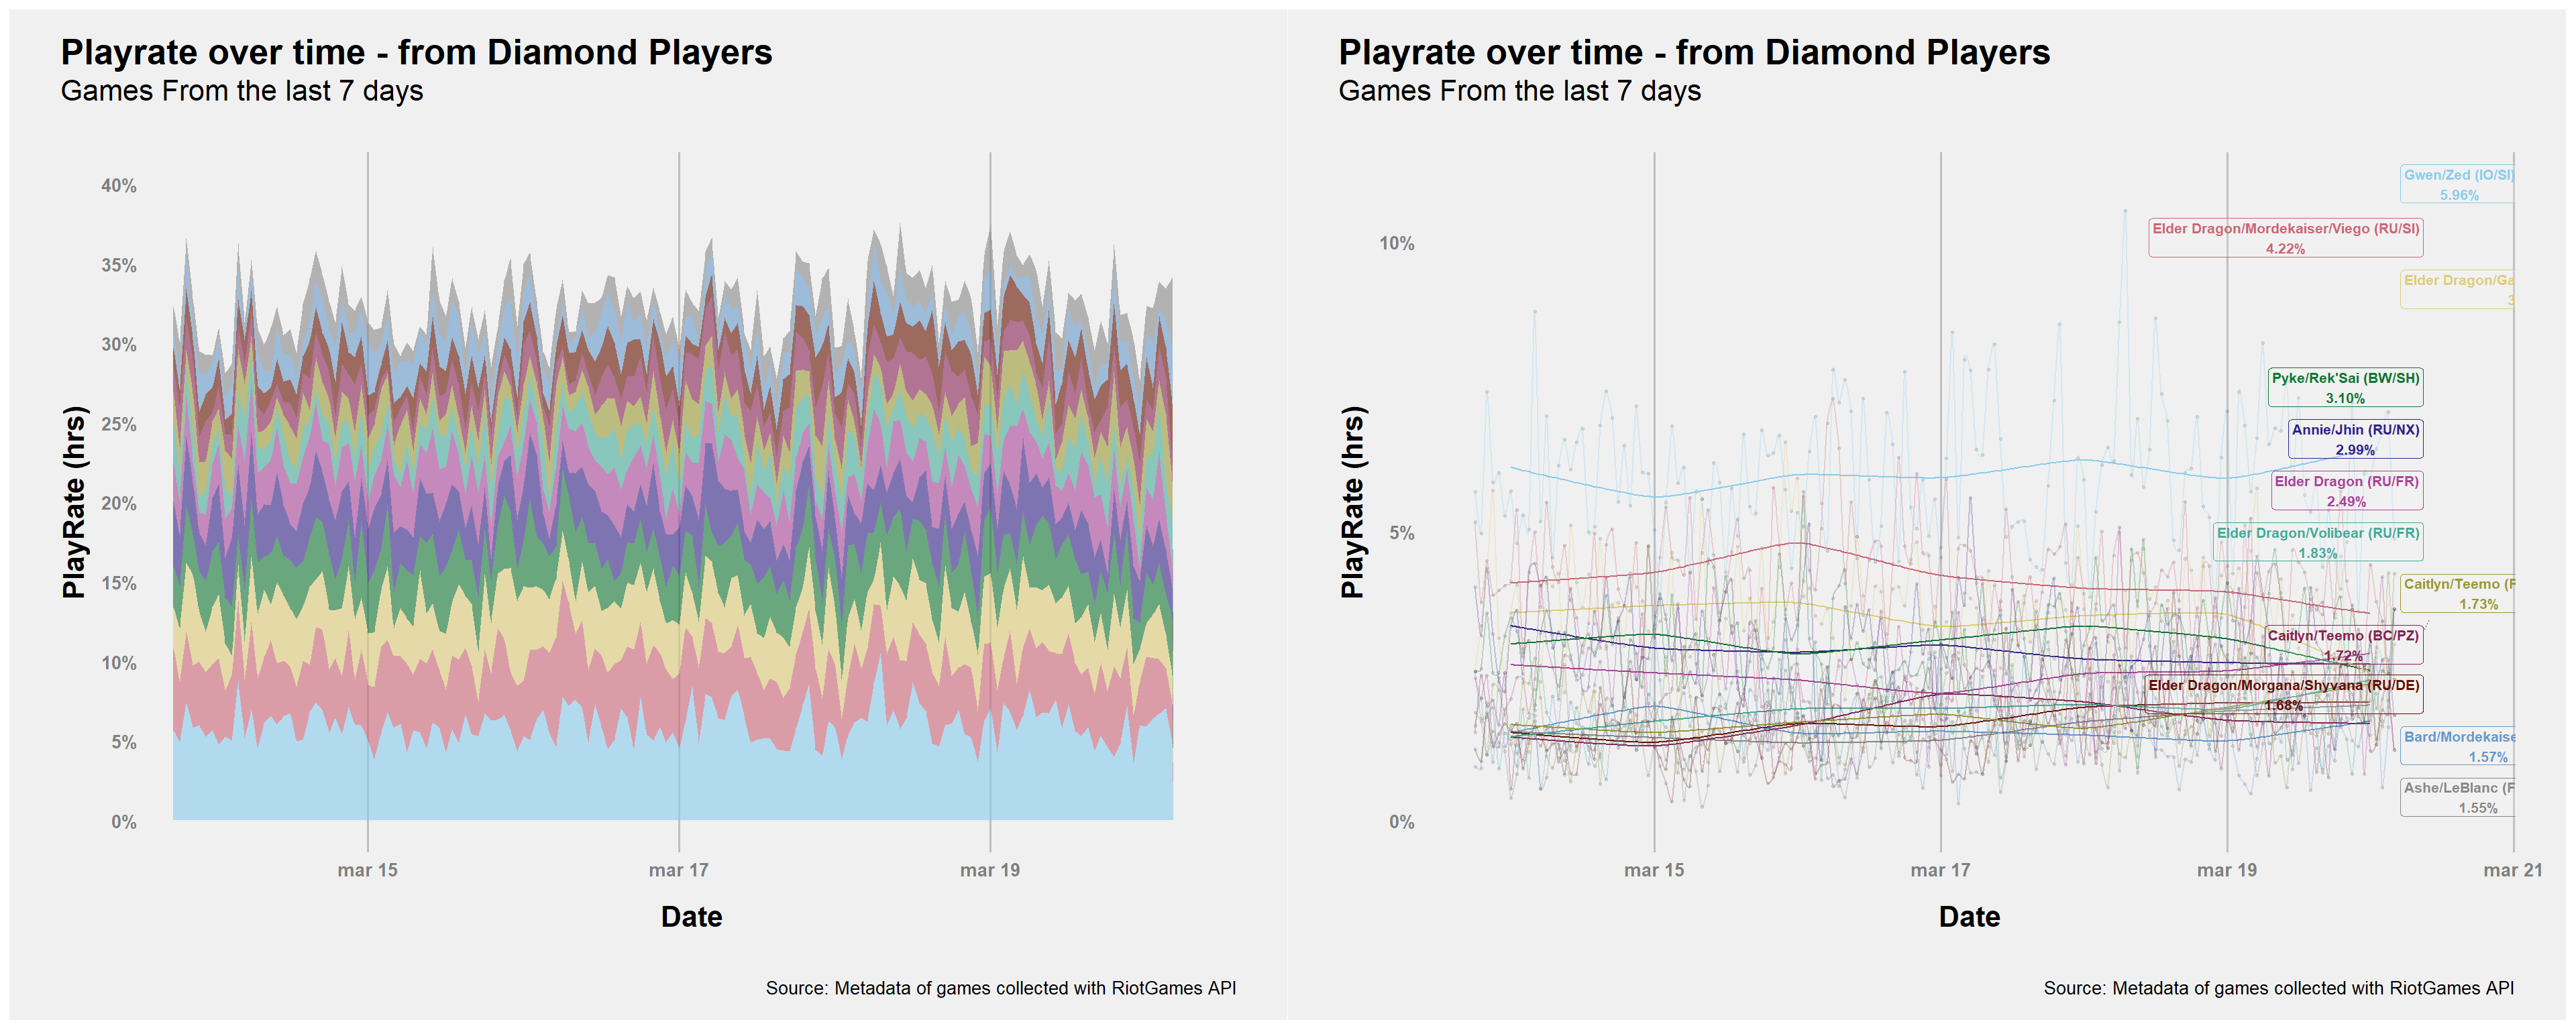 Playrate over time - from Diamond Players
Games From the last 7 days
40%
35%
30%
25%
20%
15%
10%
5%
0%
PlayRate (hrs)
mar 15
mar 17
mar 19
Date
Source: Metadata of games collected with RiotGames API
Playrate over time - from Diamond Players
Games From the last 7 days
10%
5%
0%
PlayRate (hrs)
Gwen/Zed (IO/SI)
5.96%
Elder Dragon/Mordekaiser/Viego (RU/SI)
4.22%
Elder Dragon/Ga
3
Pyke/Rek'Sai (BW/SH)
3.10%
Annie/Jhin (RU/NX)
2.99%
Elder Dragon (RU/FR)
2.49%
Elder Dragon/Volibear (RU/FR)
1.83%
Caitlyn/Teemo (F
1.73%
Caitlyn/Teemo (BC/PZ)
1.72%
Elder Dragon/Morgana/Shyvana (RU/DE)
1.68%
Bard/Mordekaise
1.57%
Ashe/LeBlanc (F
1.55%
mar 15
mar 17
mar 19
mar 21
Date
Source: Metadata of games collected with RiotGames API